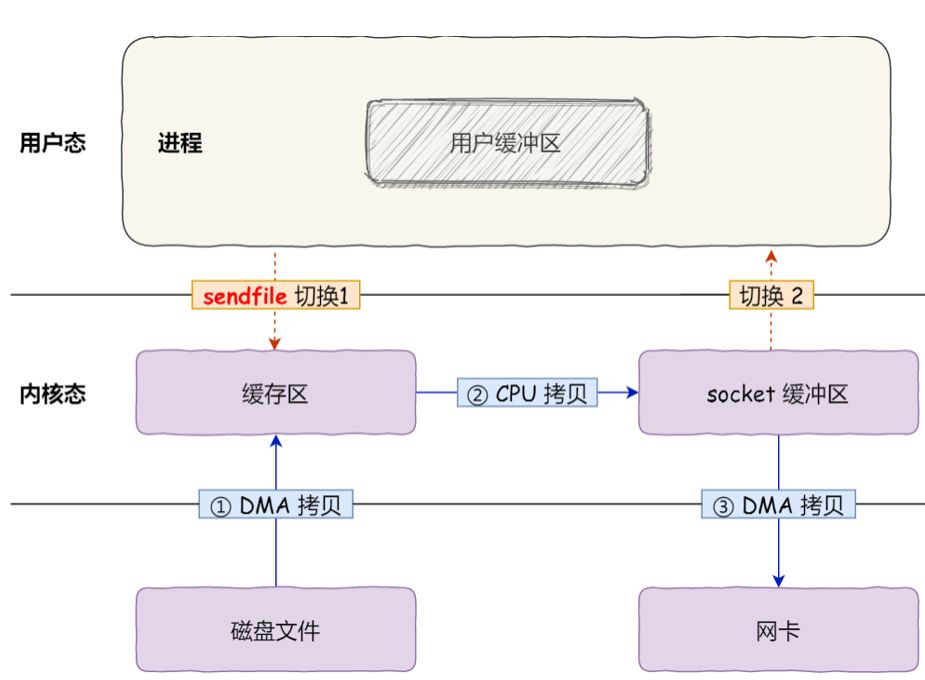 用户态
进程
用户缓冲区
sendfile 切换1
切换 2
内核态
缓存区
② CPU 拷贝
socket 缓冲区
① DMA 拷贝
③ DMA 拷贝
磁盘文件
网卡